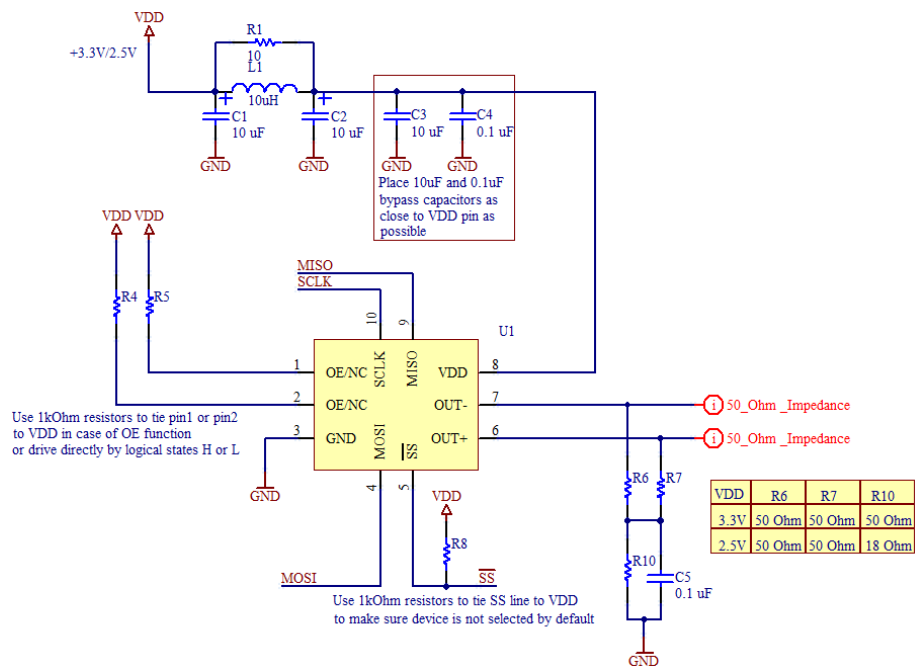 VDD
+3.3V/2.5V
R1
10
L1
10uH
C1
10 uF
C2
10 uF
C3
10 uF
C4
0.1 uF
GND
GND
GND
GND
Place 10uF and 0.1uF
bypass capacitors as
close to VDD pin as
possible
VDD VDD
R4
R5
MISO
SCLK
10
9
U1
1
OE/NC
SCLK
MISO
VDD
8
2
OE/NC
OUT-
7
50_Ohm _Impedance
3
GND
MOSI
SS
OUT+
6
50_Ohm _Impedance
Use 1kOhm resistors to tie pin1 or pin2
to VDD in case of OE function
or drive directly by logical states H or L
GND
4
5
VDD
R8
MOSI
SS
Use 1kOhm resistors to tie SS line to VDD
to make sure device is not selected by default
R6
R7
R10
C5
0.1 uF
GND
VDD R6 R7 R10
3.3V 50 Ohm 50 Ohm 50 Ohm
2.5V 50 Ohm 50 Ohm 18 Ohm